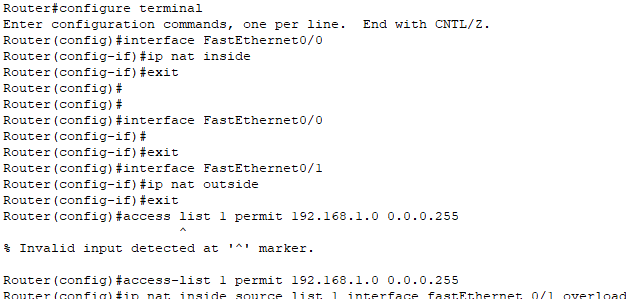 Router#configure terminal
Enter configuration commands, one per line.  End with CNTL/Z.
Router(config)#interface FastEthernet0/0
Router(config-if)#ip nat inside
Router(config-if)#exit
Router(config)#
Router(config)#
Router(config)#interface FastEthernet0/0
Router(config-if)#
Router(config-if)#exit
Router(config)#interface FastEthernet0/1
Router(config-if)#ip nat outside
Router(config-if)#exit
Router(config)#access list 1 permit 192.168.1.0 0.0.0.255
^
% Invalid input detected at '^' marker.
Router(config)#access-list 1 permit 192.168.1.0 0.0.0.255
Router(config)#ip nat inside source list 1 interface fastEthernet 0/1 overload